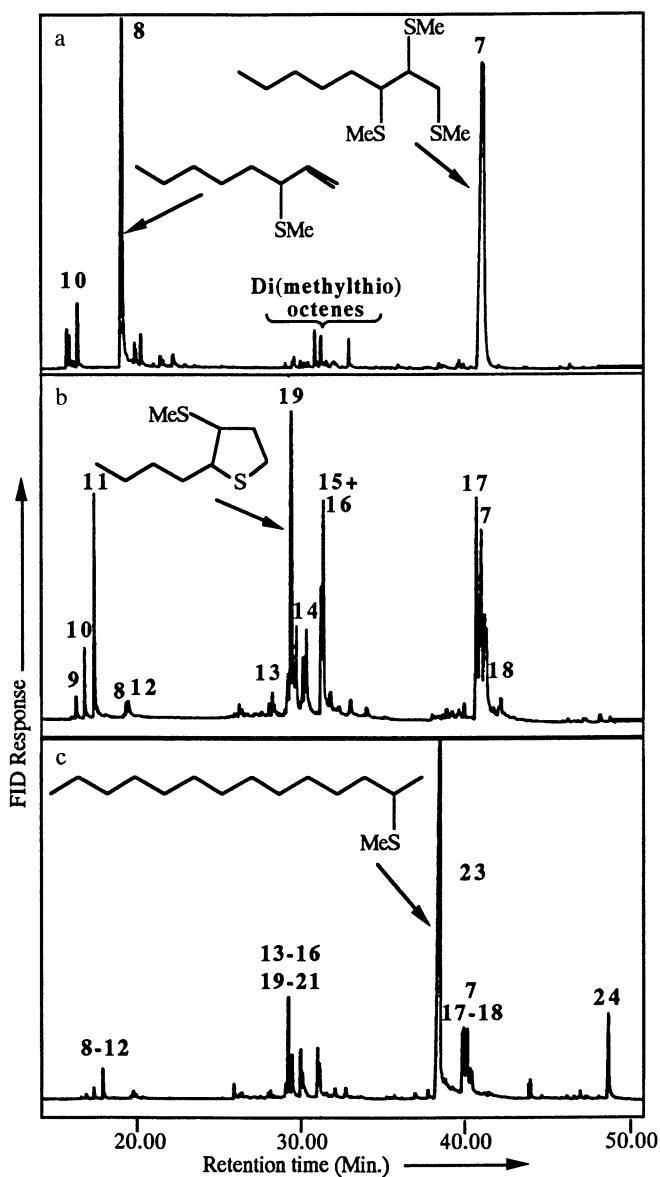 a
8
SMe
7
MeS
SMe
SMe
10
Di(methylthio)
octenes
b
19
MeS
S
11
15+
16
17
7
10
14
9
8
12
13
18
c
MeS
23
13-16
19-21
7
17-18
24
8-12
FID Response
20.00
30.00
40.00
50.00
Retention time (Min.)